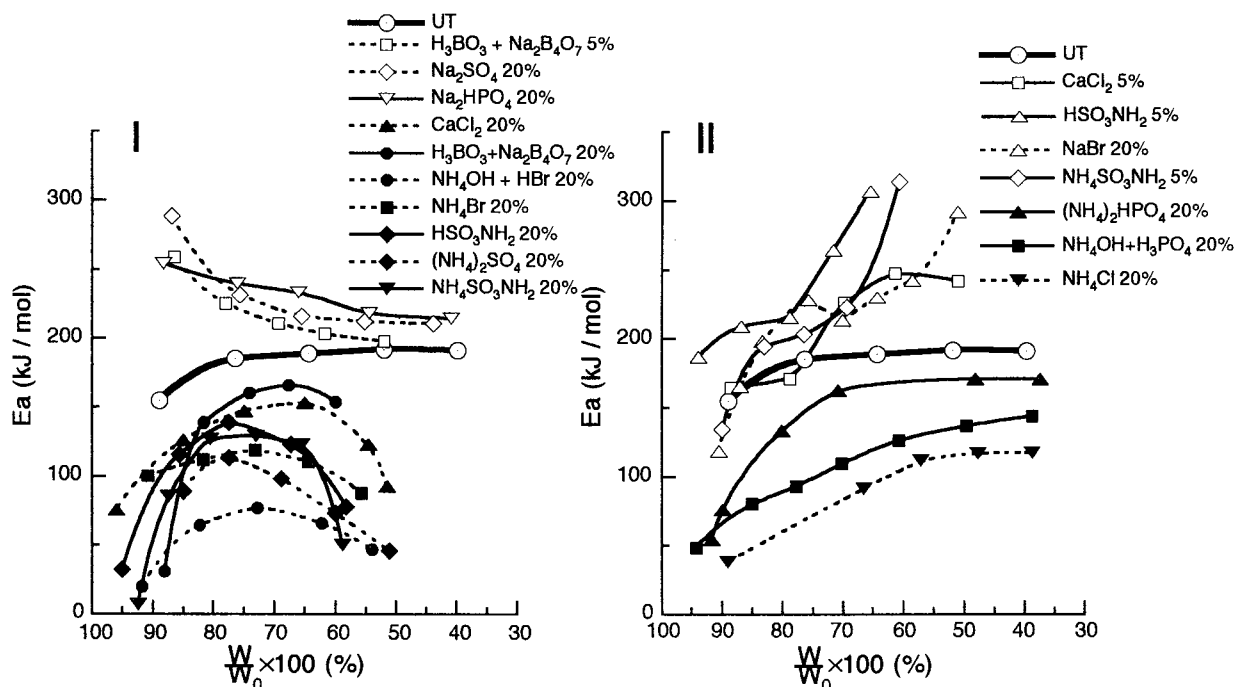 UT
H₃BO₃ + Na₂B₄O₇ 5%
Na₂SO₄ 20%
Na₂HPO₄ 20%
CaCl₂ 20%
H₃BO₃+Na₂B₄O₇ 20%
NH₄OH + HBr 20%
NH₄Br 20%
HSO₃NH₂ 20%
(NH₄)₂SO₄ 20%
NH₄SO₃NH₂ 20%
I
300
200
100
0
Ea (kJ / mol)
100 90 80 70 60 50 40 30
W/W₀ ×100 (%)
UT
CaCl₂ 5%
HSO₃NH₂ 5%
NaBr 20%
NH₄SO₃NH₂ 5%
(NH₄)₂HPO₄ 20%
NH₄OH+H₃PO₄ 20%
NH₄Cl 20%
II
300
200
100
0
Ea (kJ / mol)
100 90 80 70 60 50 40 30
W/W₀ ×100 (%)